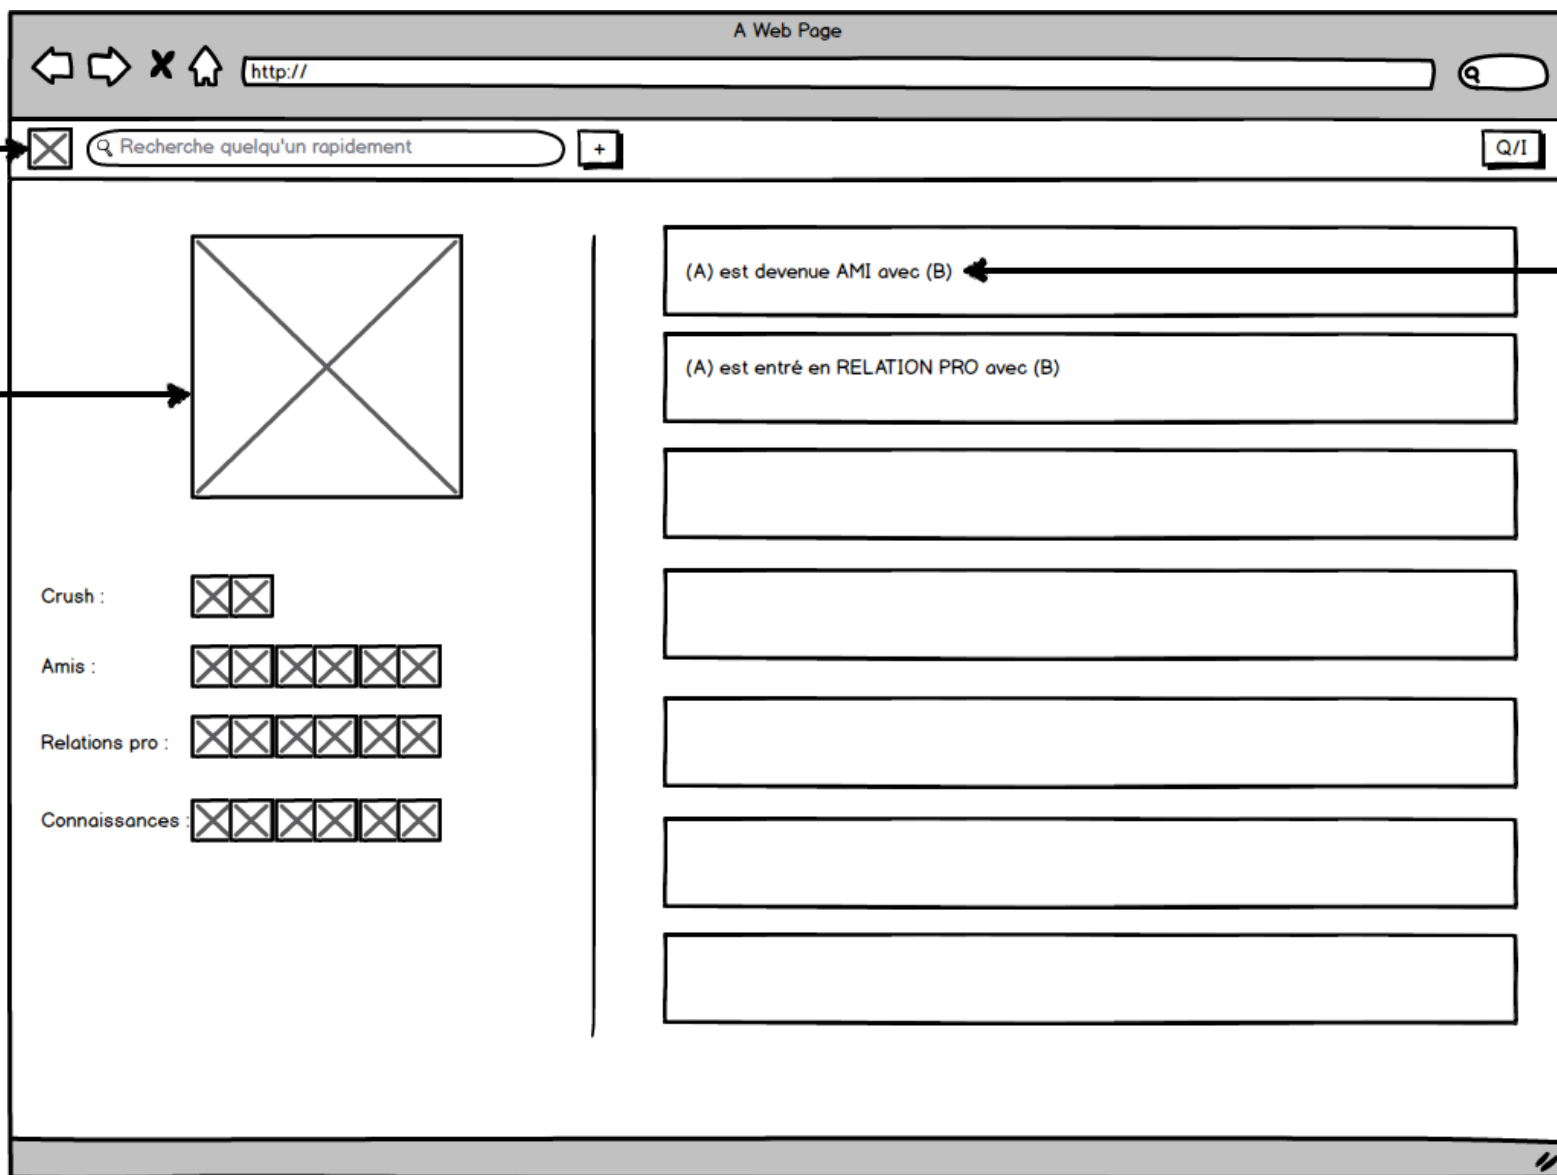 A Web Page
http://
Recherche quelqu'un rapidement
+
Q/I
(A) est devenue AMI avec (B)
(A) est entré en RELATION PRO avec (B)
Crush :
Amis :
Relations pro :
Connaissances :